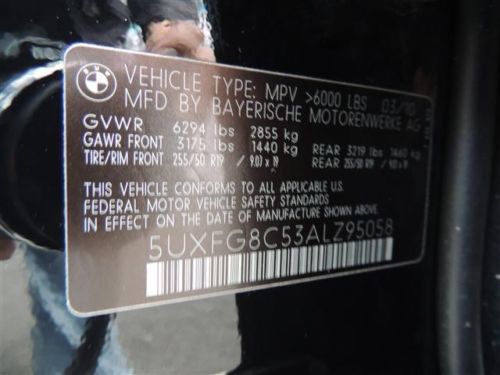 BMW
VEHICLE TYPE: MPV >6000 LBS 03/10
MFD BY BAYERISCHE MOTORENWERKE AG
GVWR 6294 lbs 2855 kg
GAWR FRONT 3175 lbs 1440 kg REAR 3219 lbs 1460 kg
TIRE/RIM FRONT 255/50 R19 / 9.0J x 19 REAR 255/50 R19 / 9.0J x 19
THIS VEHICLE CONFORMS TO ALL APPLICABLE
FEDERAL MOTOR VEHICLE SAFETY STANDARDS IN EFFECT
ON THE DATE OF MANUFACTURE SHOWN ABOVE.
5UXFG8C53ALZ95058